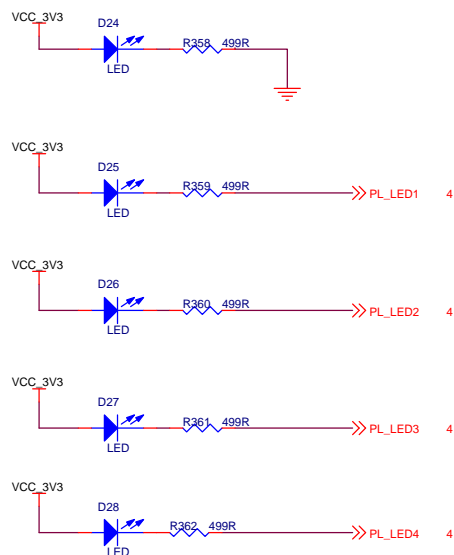 VCC_3V3
D24
R358 499R
LED
VCC_3V3
D25
R359 499R
PL_LED1 4
LED
VCC_3V3
D26
R360 499R
PL_LED2 4
LED
VCC_3V3
D27
R361 499R
PL_LED3 4
LED
VCC_3V3
D28
R362 499R
PL_LED4 4
LED